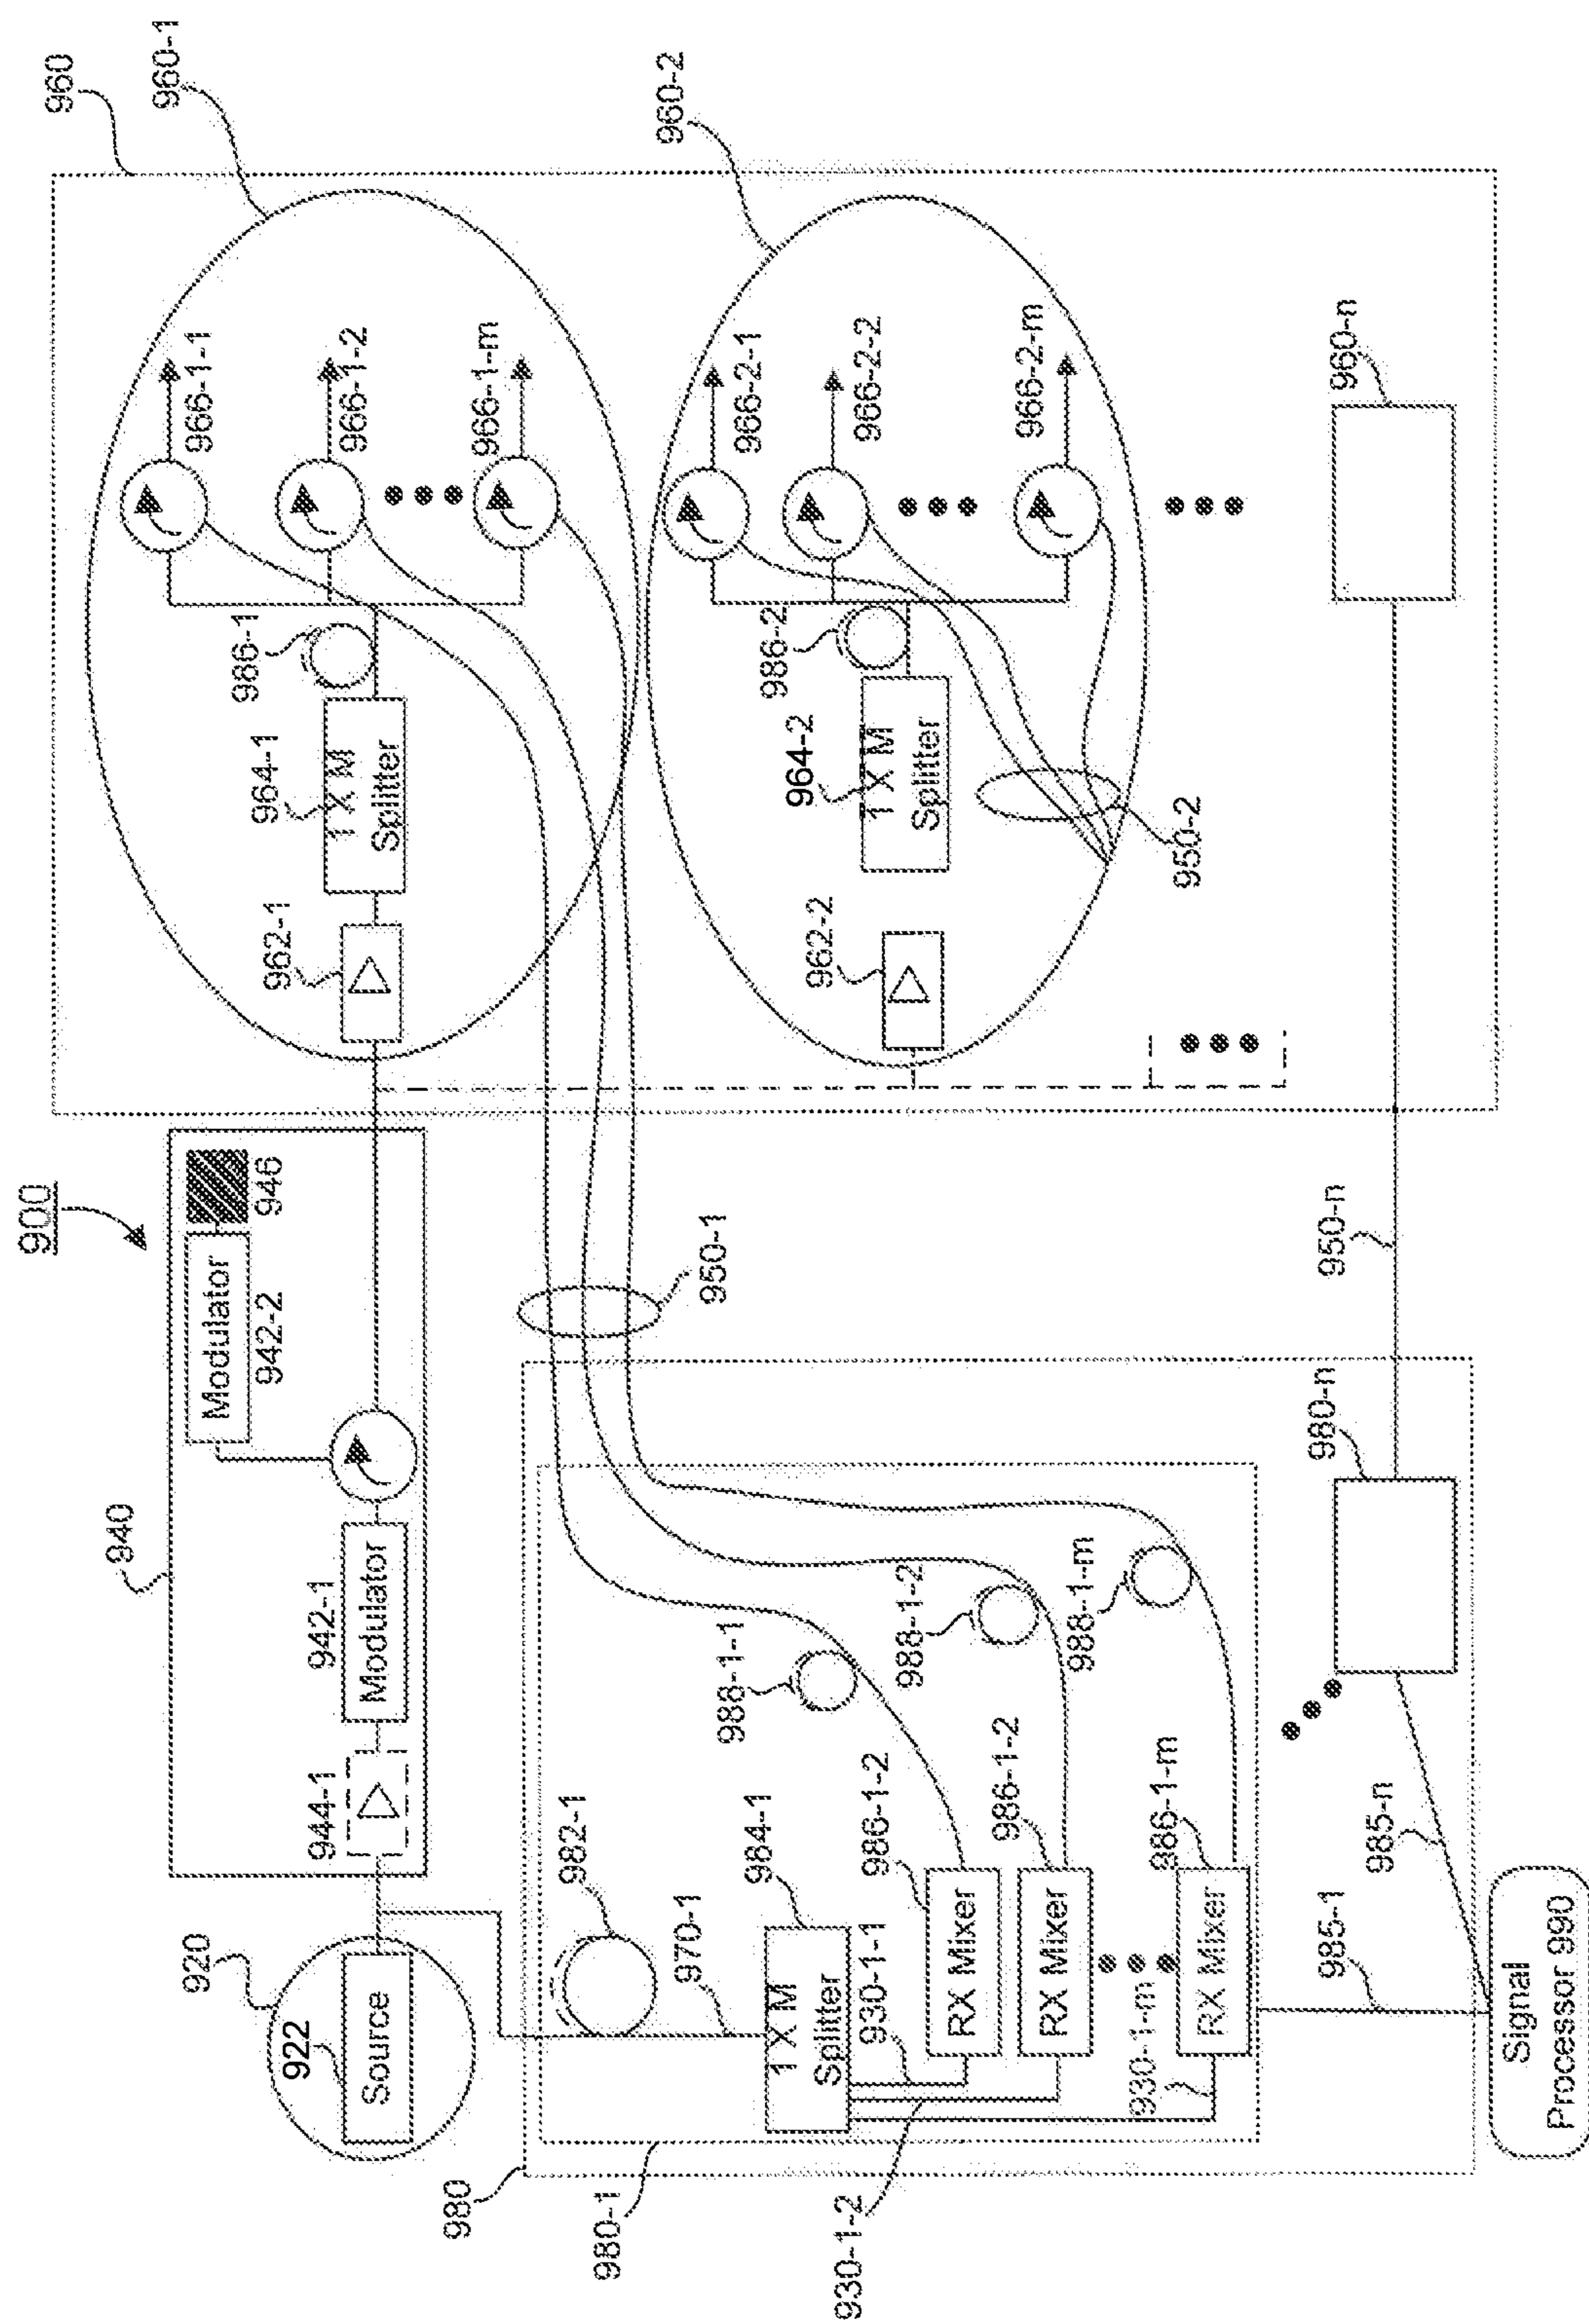 900
920
922
Source
940
944-1
942-1
Modulator
Modulator
942-2
946
960
960-1
962-1
964-1
1 X M
Splitter
986-1
966-1-1
966-1-2
966-1-m
960-2
962-2
964-2
1 X M
Splitter
986-2
966-2-1
966-2-2
966-2-m
950-2
960-n
950-1
950-n
980
980-1
982-1
970-1
984-1
1 X M
Splitter
930-1-1
930-1-2
930-1-m
986-1-2
RX Mixer
986-1-2
RX Mixer
986-1-m
RX Mixer
988-1-1
988-1-2
988-1-m
980-n
985-1
985-n
Signal
Processor 990